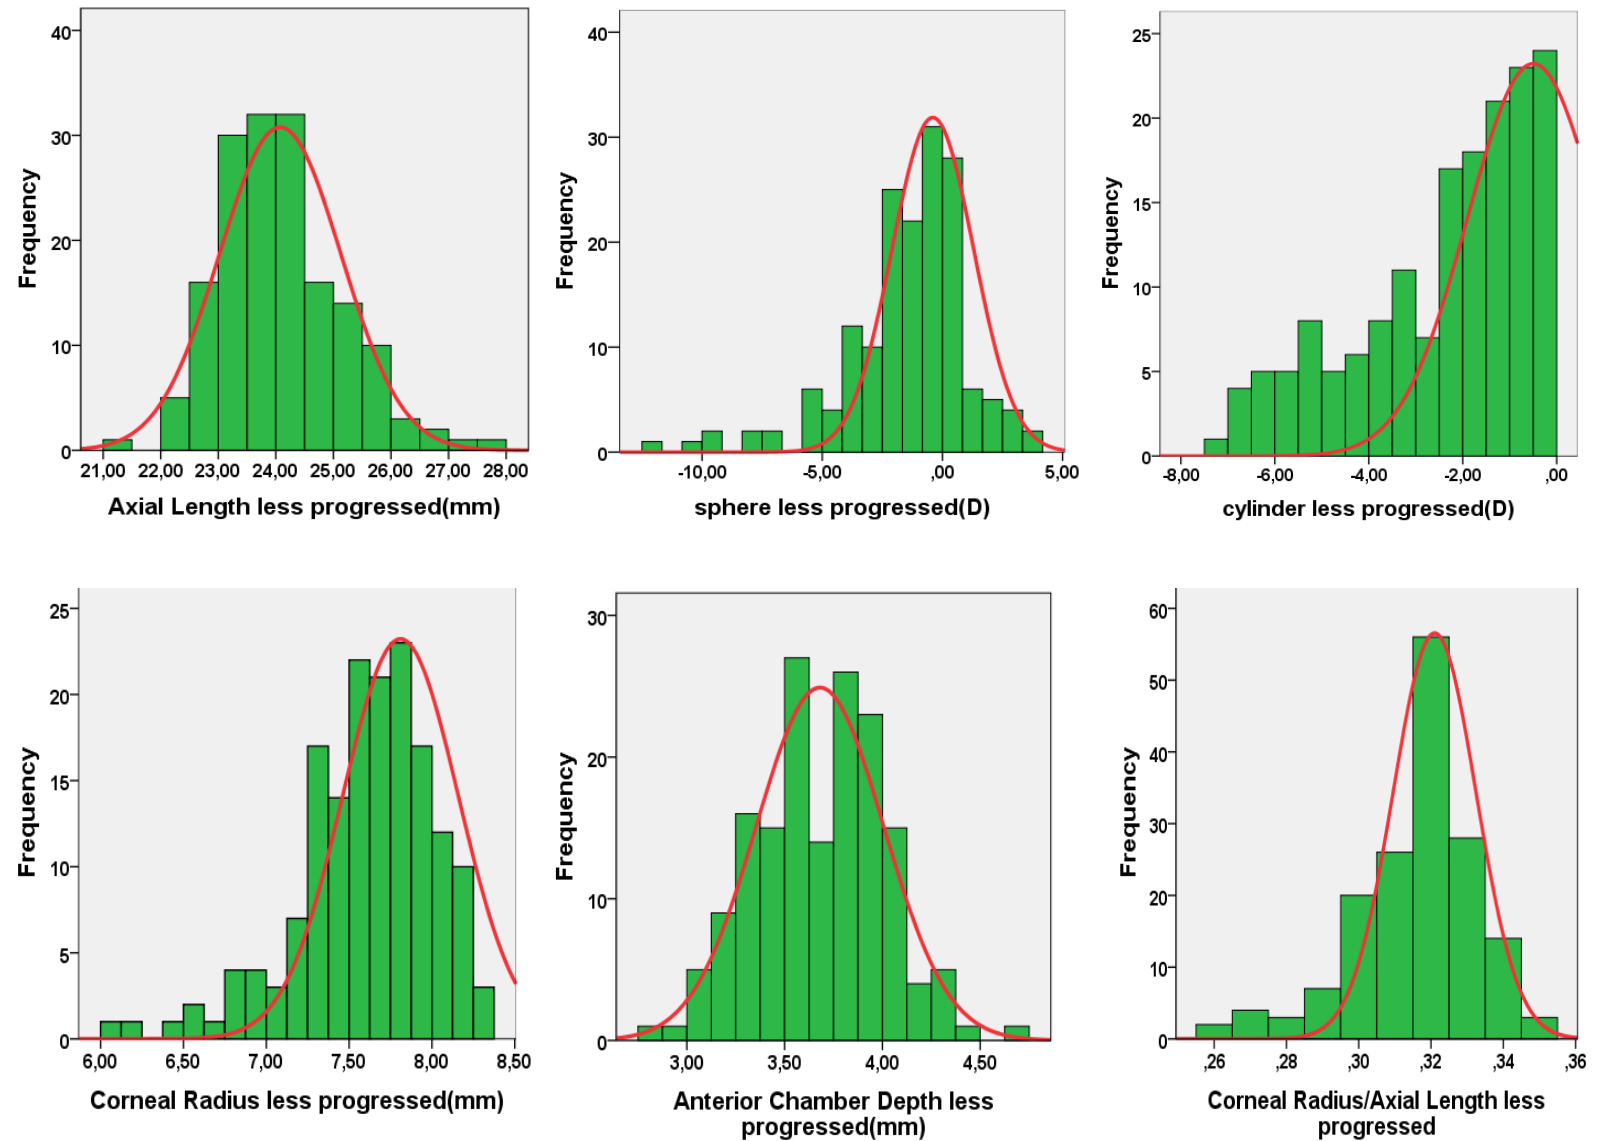 Frequency
40
30
20
10
0
21,00 22,00 23,00 24,00 25,00 26,00 27,00 28,00
Axial Length less progressed(mm)
Frequency
40
30
20
10
0
-10,00 -5,00 ,00 5,00
sphere less progressed(D)
Frequency
25
20
15
10
5
0
-8,00 -6,00 -4,00 -2,00 ,00
cylinder less progressed(D)
Frequency
25
20
15
10
5
0
6,00 6,50 7,00 7,50 8,00 8,50
Corneal Radius less progressed(mm)
Frequency
30
20
10
0
3,00 3,50 4,00 4,50
Anterior Chamber Depth less
progressed(mm)
Frequency
60
50
40
30
20
10
0
,26 ,28 ,30 ,32 ,34 ,36
Corneal Radius/Axial Length less
progressed